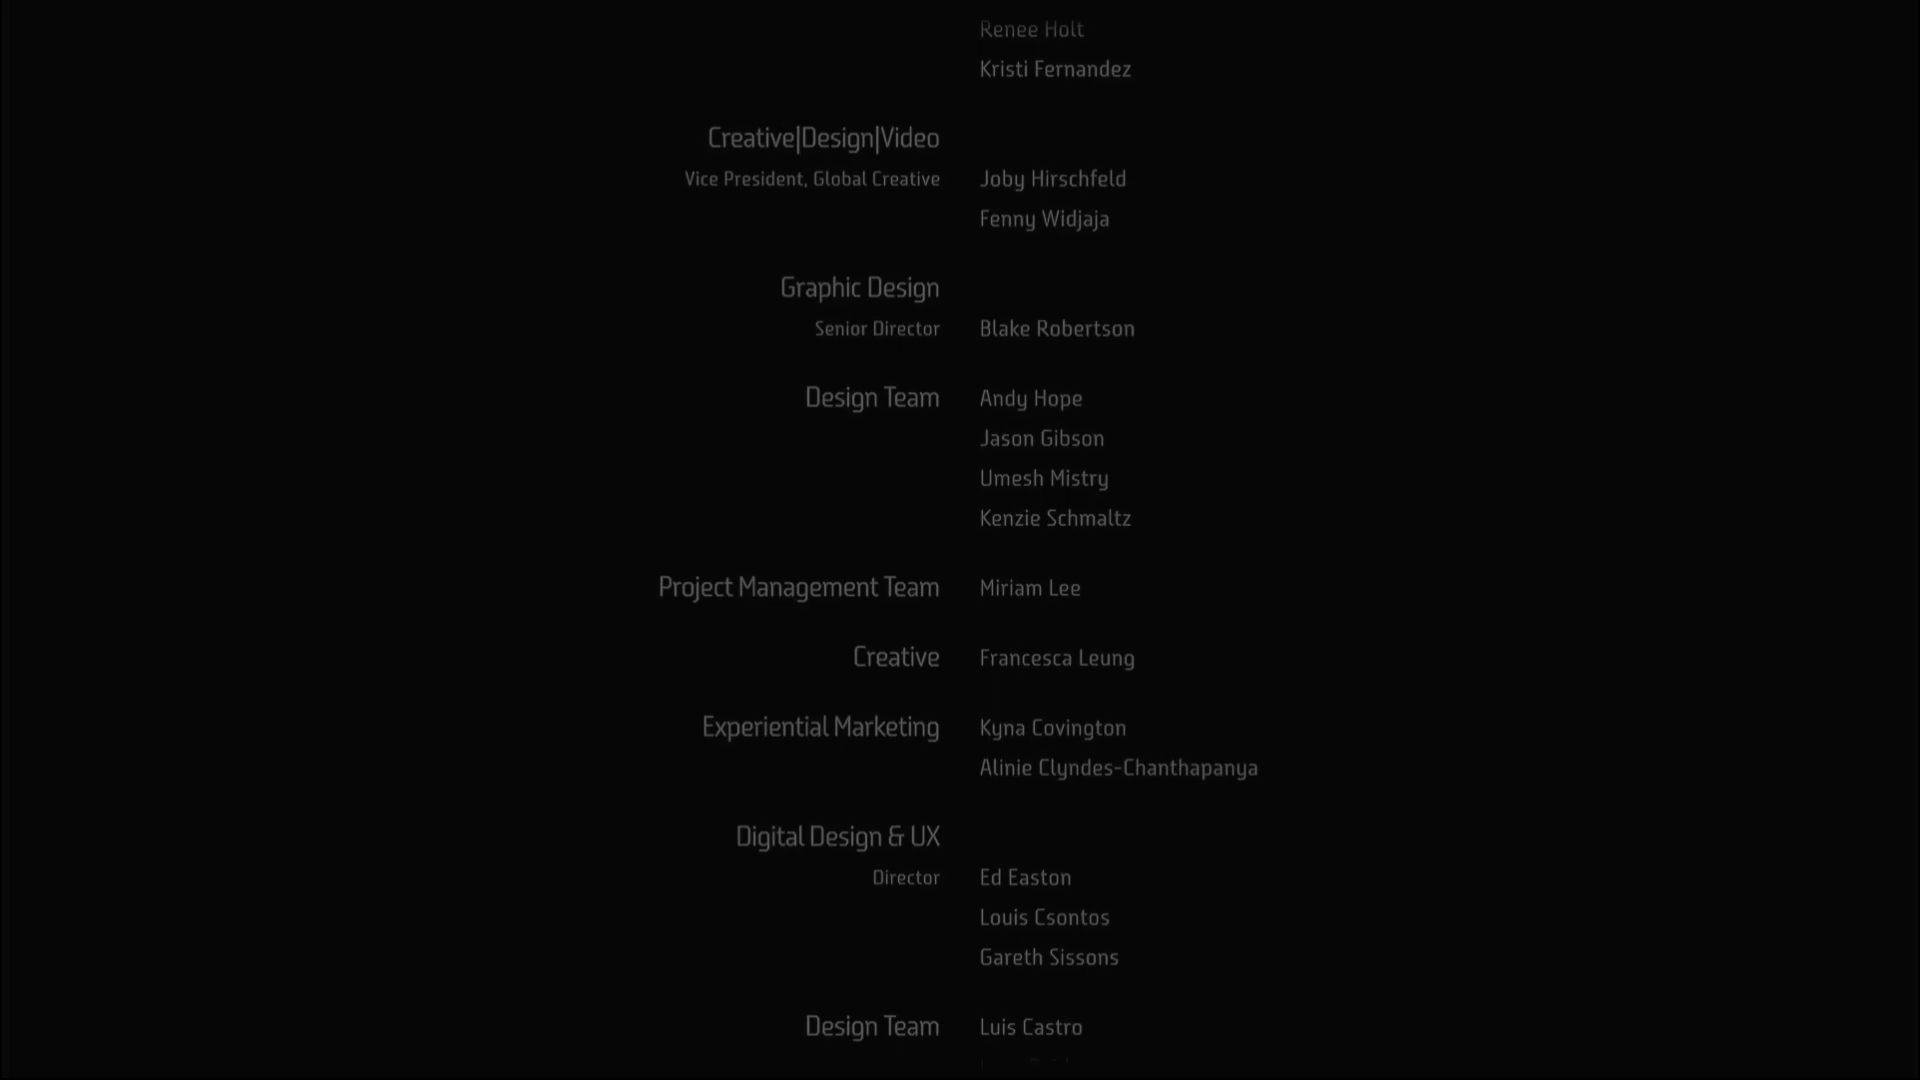 Renee Holt
Kristi Fernandez
Creative|Design|Video
Vice President, Global Creative Joby Hirschfeld
Fenny Widjaja
Graphic Design
Senior Director Blake Robertson
Design Team Andy Hope
Jason Gibson
Umesh Mistry
Kenzie Schmaltz
Project Management Team Miriam Lee
Creative Francesca Leung
Experiential Marketing Kyna Covington
Alinie Clyndes-Chanthapanya
Digital Design & UX
Director Ed Easton
Louis Csontos
Gareth Sissons
Design Team Luis Castro